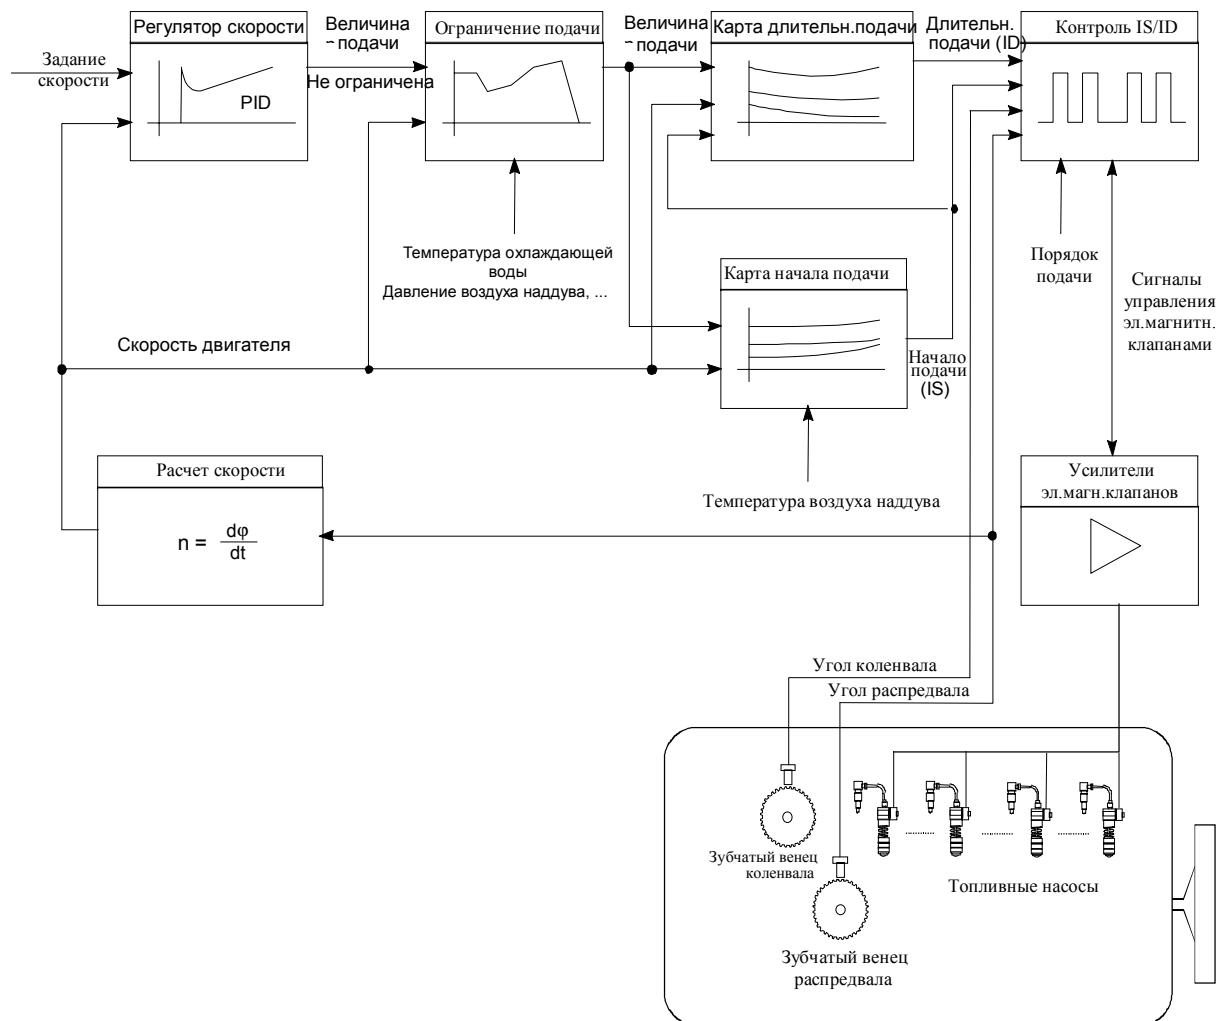 Регулятор скорости
Величина
подачи
Ограничение подачи
Величина
подачи
Карта длительн.подачи
Длительн.
подачи (ID)
Контроль IS/ID
Задание
скорости
PID
Не ограничена
Температура охлаждающей
воды
Давление воздуха наддува, ...
Карта начала подачи
Порядок
подачи
Сигналы
управления
эл.магнитн.
клапанами
Скорость двигателя
Начало
подачи
(IS)
Расчет скорости
n = dφ
dt
Температура воздуха наддува
Усилители
эл.магн.клапанов
Угол коленвала
Угол распредвала
Зубчатый венец
коленвала
Топливные насосы
Зубчатый венец
распредвала